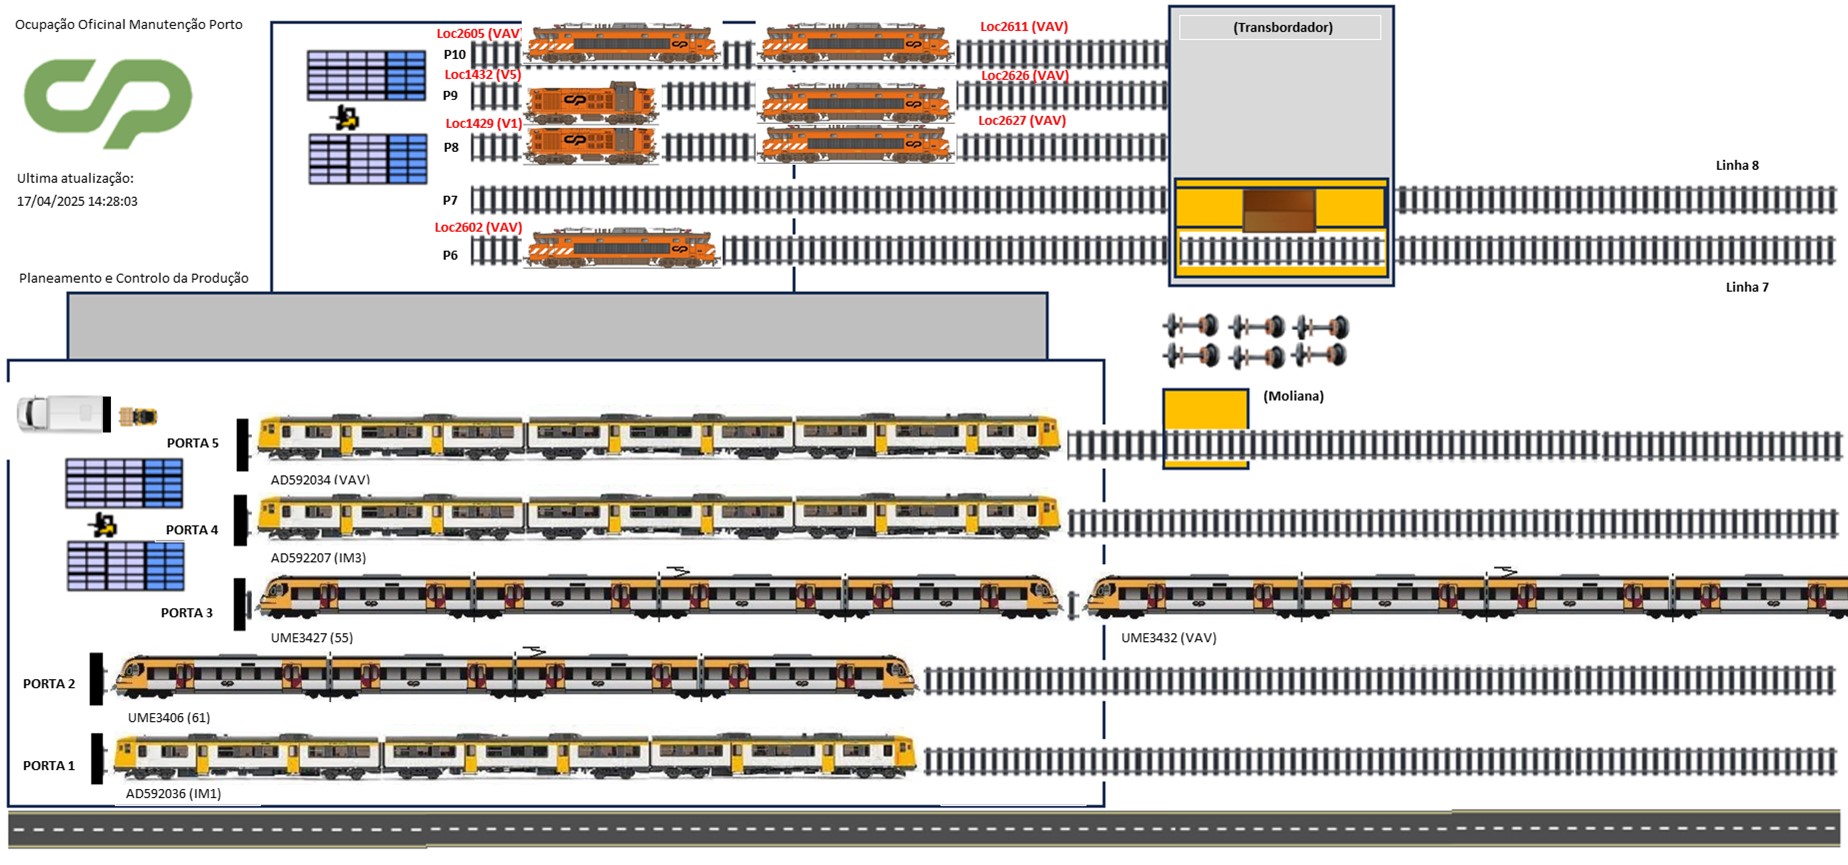 Ocupação Oficinal Manutenção Porto
Ultima atualização:
17/04/2025 14:28:03
Planeamento e Controlo da Produção
Loc2605 (VAV)
Loc2611 (VAV)
P10
Loc1432 (V5)
Loc2626 (VAV)
P9
Loc1429 (V1)
Loc2627 (VAV)
P8
P7
Loc2602 (VAV)
P6
(Transbordador)
Linha 8
Linha 7
(Moliana)
PORTA 5
AD592034 (VAV)
PORTA 4
AD592207 (IM3)
PORTA 3
UME3427 (55)
UME3432 (VAV)
PORTA 2
UME3406 (61)
PORTA 1
AD592036 (IM1)